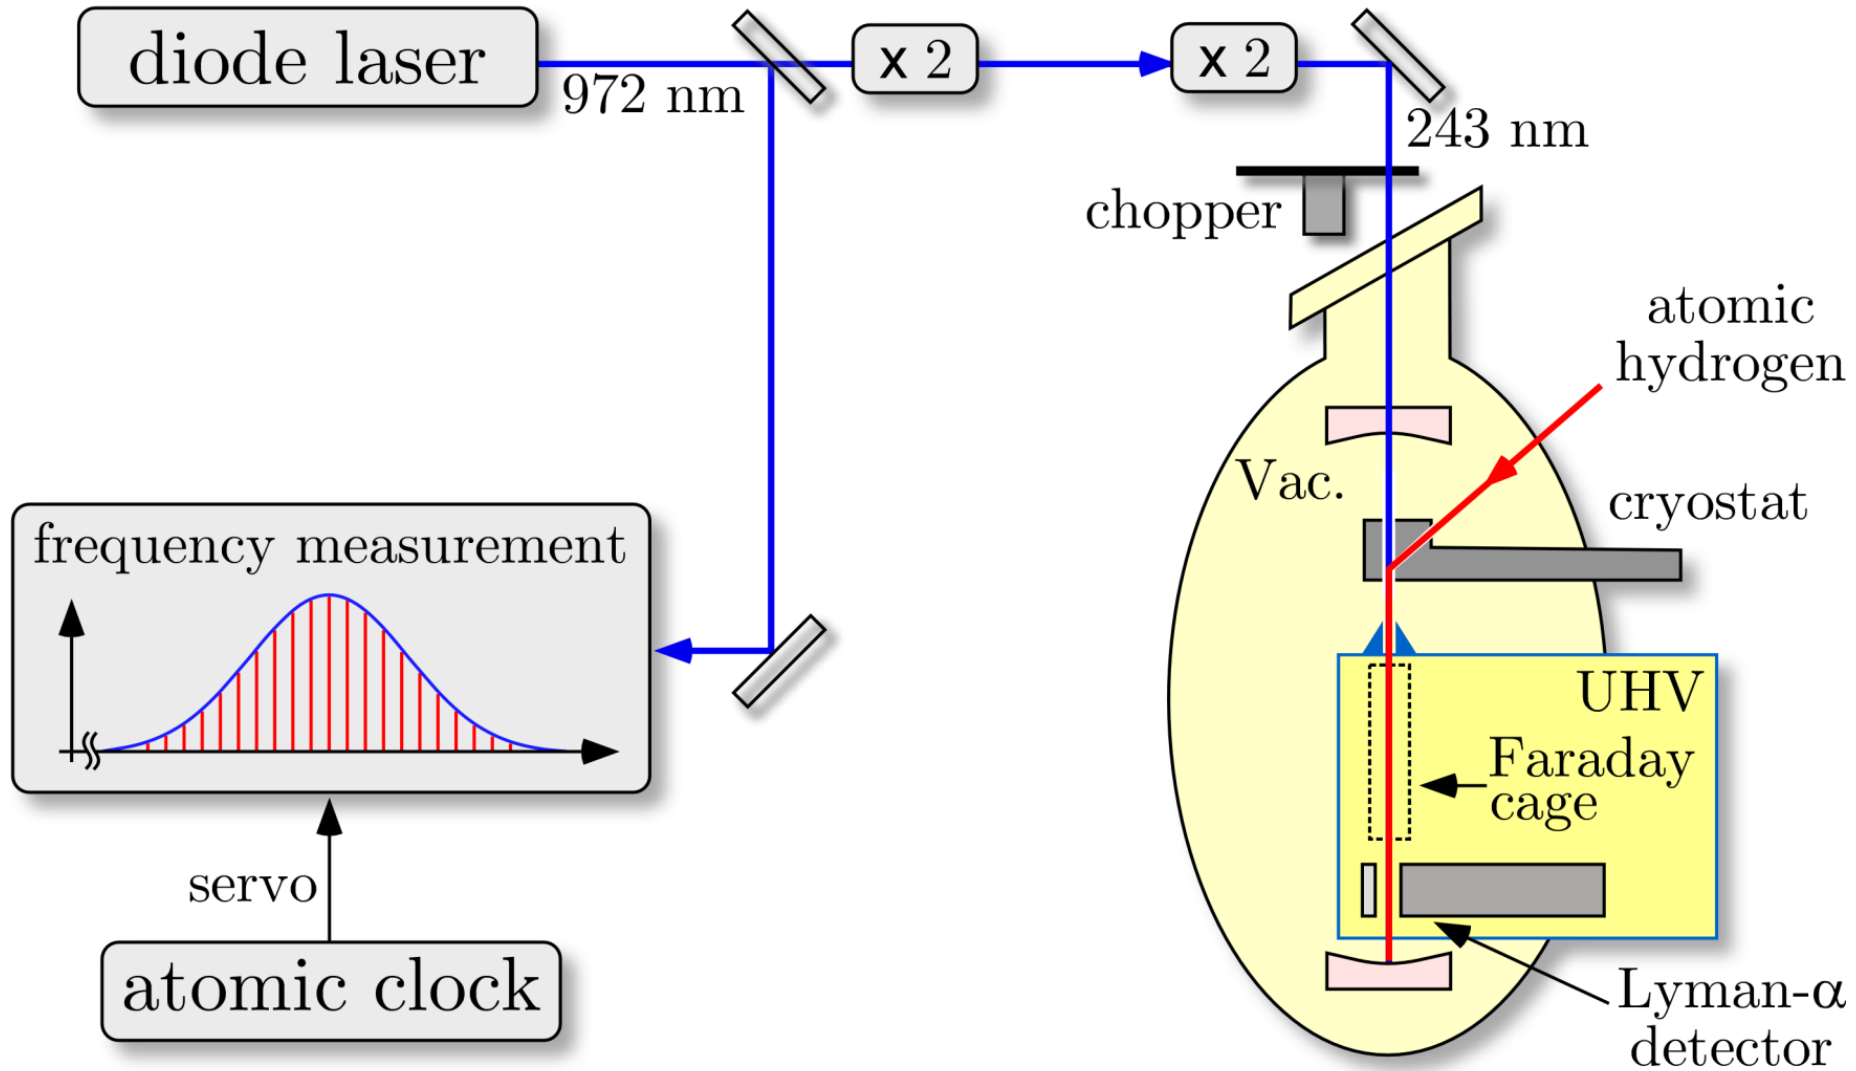 diode laser
972 nm
x 2
x 2
243 nm
chopper
atomic
hydrogen
Vac.
cryostat
frequency measurement
UHV
Faraday
cage
servo
atomic clock
Lyman-α
detector